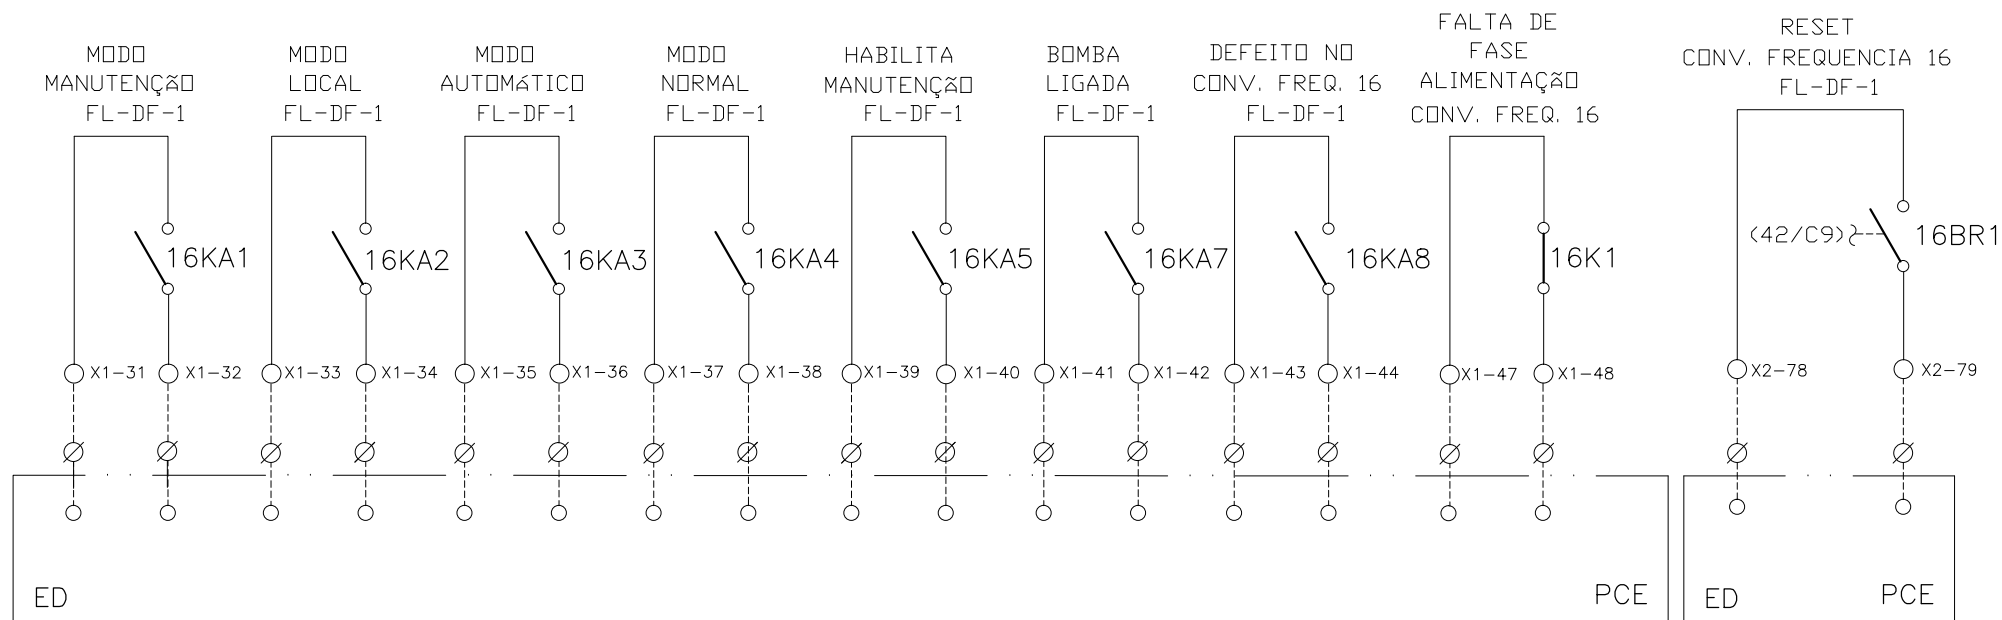 MODO
MANUTENÇÃO
FL-DF-1
MODO
LOCAL
FL-DF-1
MODO
AUTOMÁTICO
FL-DF-1
MODO
NORMAL
FL-DF-1
HABILITA
MANUTENÇÃO
FL-DF-1
BOMBA
LIGADA
FL-DF-1
DEFEITO NO
CONV. FREQ. 16
FL-DF-1
FALTA DE
FASE
ALIMENTAÇÃO
CONV. FREQ. 16
RESET
CONV. FREQUENCIA 16
FL-DF-1
16KA1
16KA2
16KA3
16KA4
16KA5
16KA7
16KA8
16K1
(42/C9)
16BR1
X1-31
X1-32
X1-33
X1-34
X1-35
X1-36
X1-37
X1-38
X1-39
X1-40
X1-41
X1-42
X1-43
X1-44
X1-47
X1-48
X2-78
X2-79
ED
PCE
ED
PCE